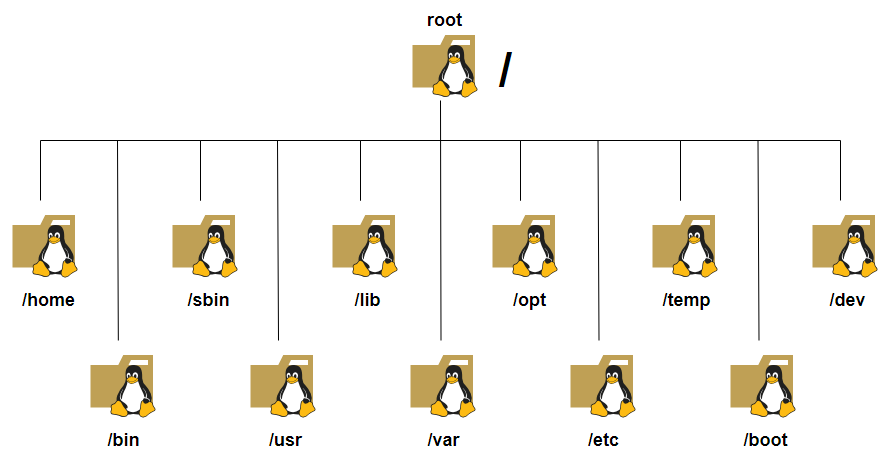 root
/
/home
/sbin
/lib
/opt
/temp
/dev
/bin
/usr
/var
/etc
/boot